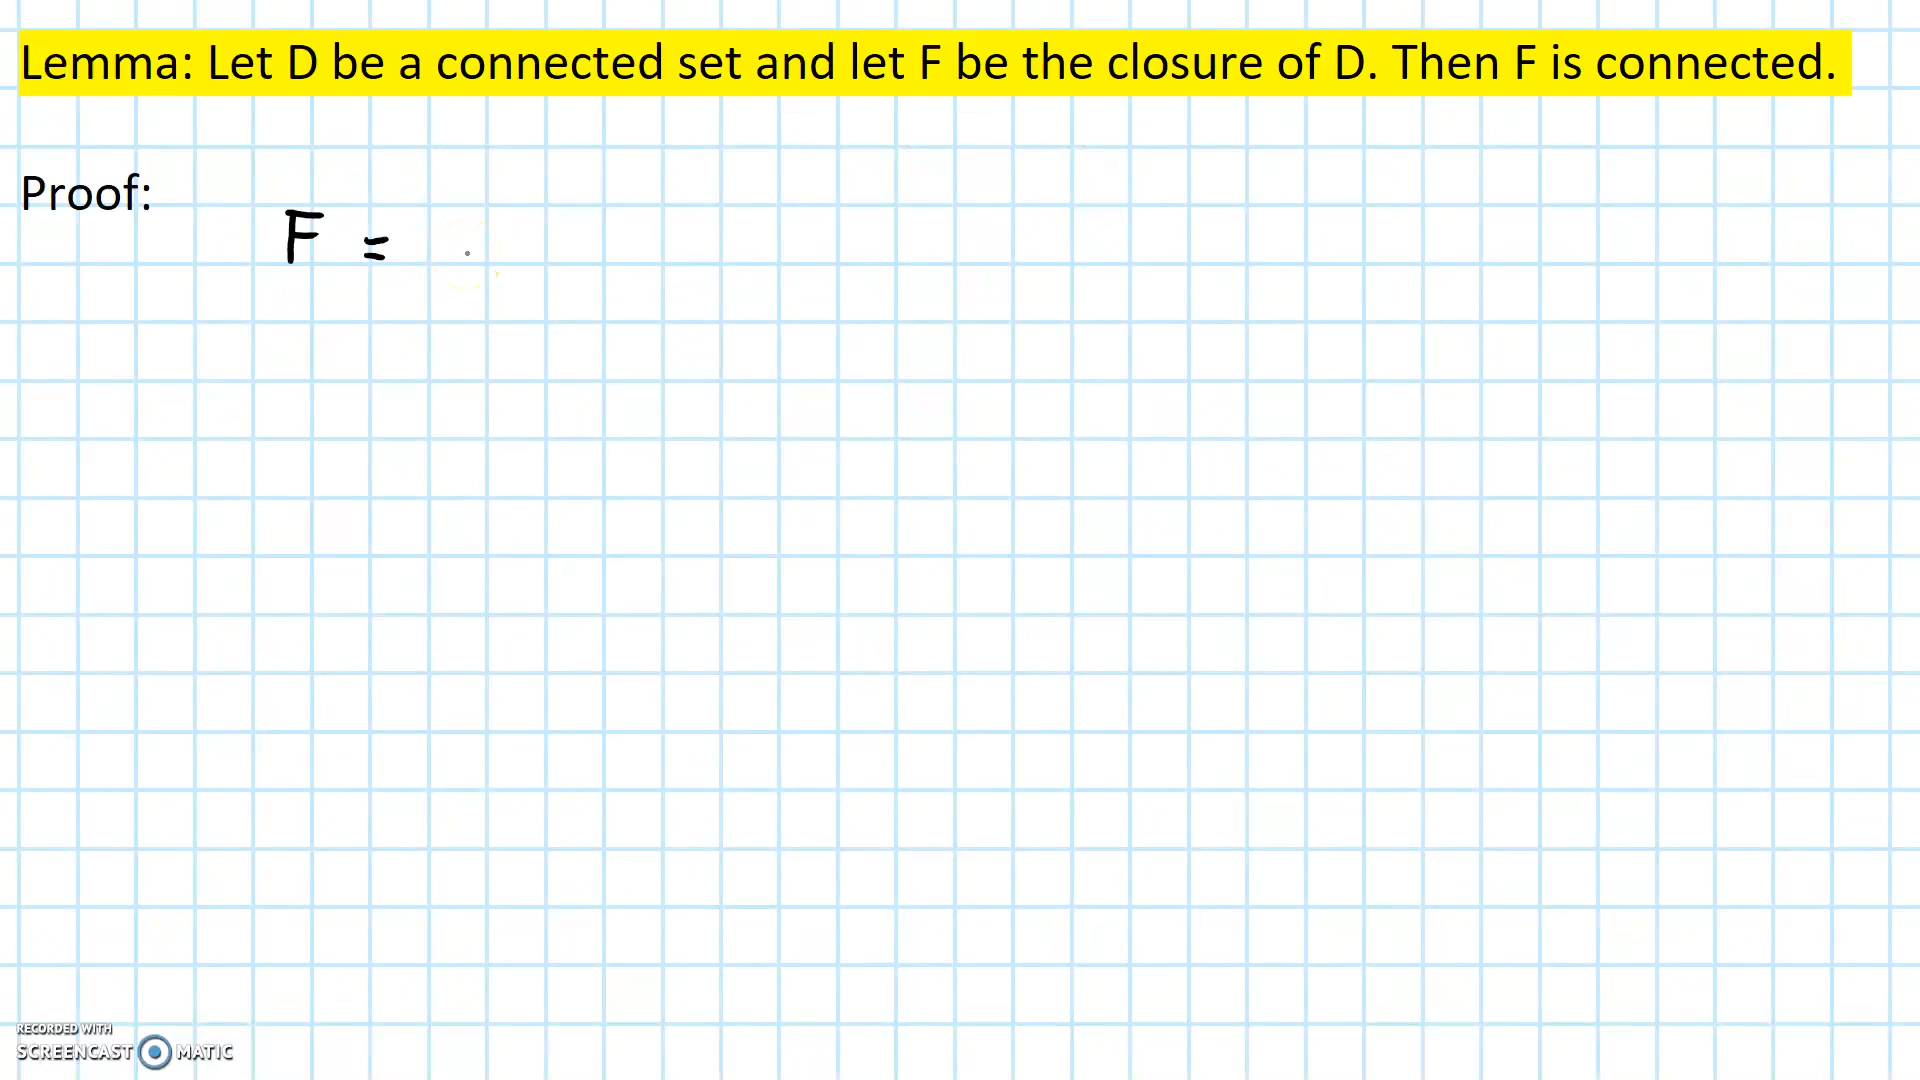 Lemma: Let D be a connected set and let F be the closure of D. Then F is connected.
Proof:
F =
RECORDED WITH
SCREENCAST MATIC